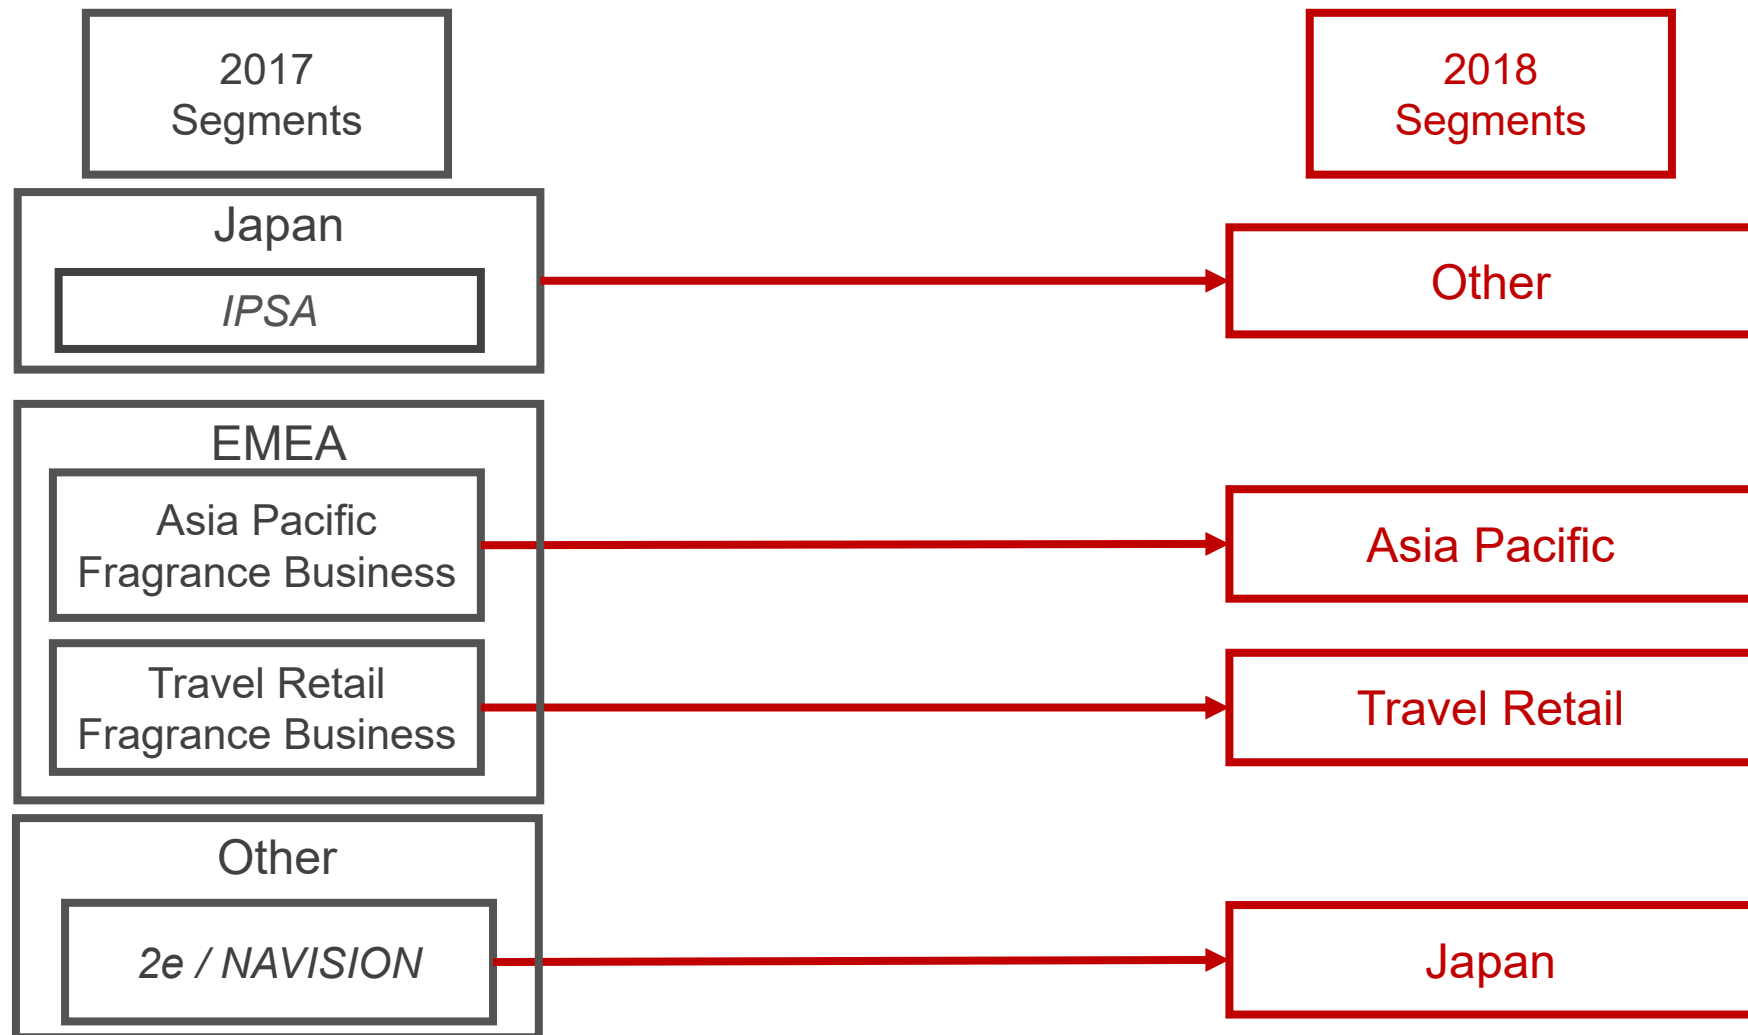 2017
Segments
2018
Segments
Japan
IPSA
Other
EMEA
Asia Pacific
Fragrance Business
Asia Pacific
Travel Retail
Fragrance Business
Travel Retail
Other
2e / NAVISION
Japan